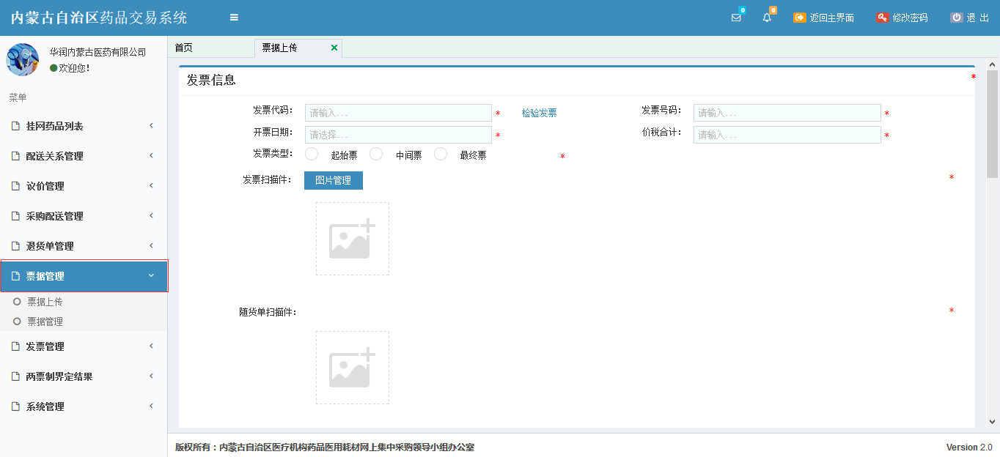 内蒙古自治区药品交易系统
0
0
返回主界面
修改密码
退 出
华润内蒙古医药有限公司
欢迎您!
首页
票据上传
菜单
挂网药品列表
配送关系管理
议价管理
采购配送管理
退货单管理
票据管理
票据上传
票据管理
发票管理
两票制界定结果
系统管理
发票信息
*
发票代码: 请输入... * 检验发票 发票号码: 请输入... *
开票日期: 请选择... * 价税合计: 请输入... *
发票类型: 起始票 中间票 最终票 *
发票扫描件: 图片管理 *
随货单扫描件: *
版权所有:内蒙古自治区医疗机构药品医用耗材网上集中采购领导小组办公室
Version 2.0